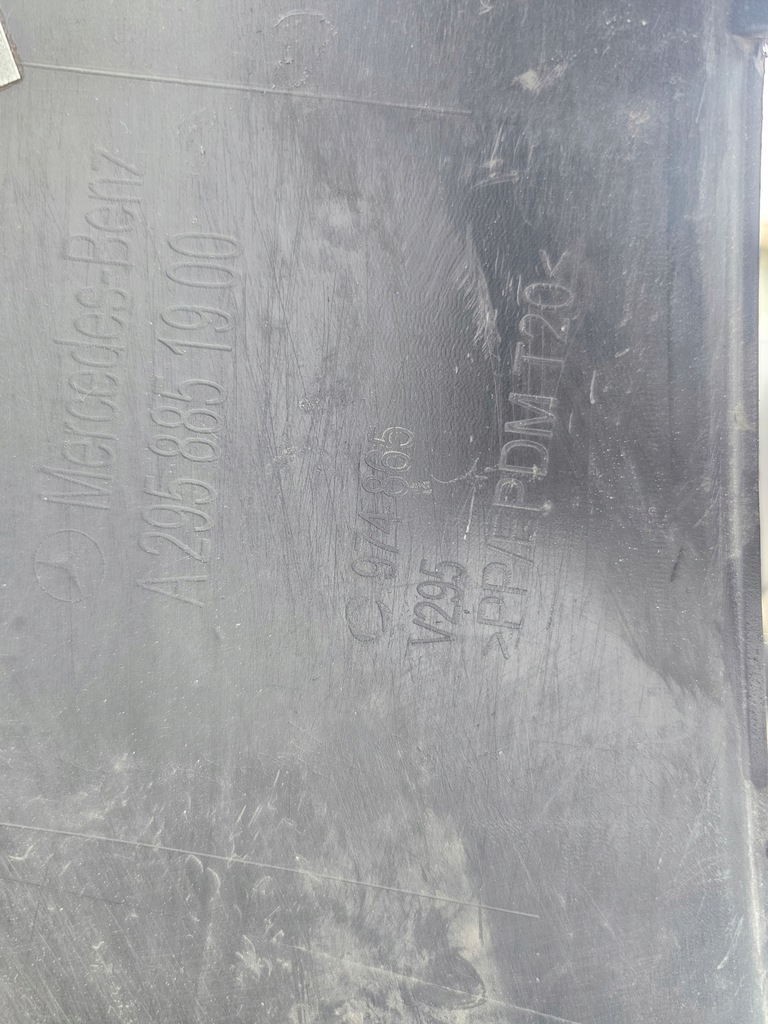 Mercedes-Benz
A 295 885 19 00
974 865
V295
>PP/EPDM T20<